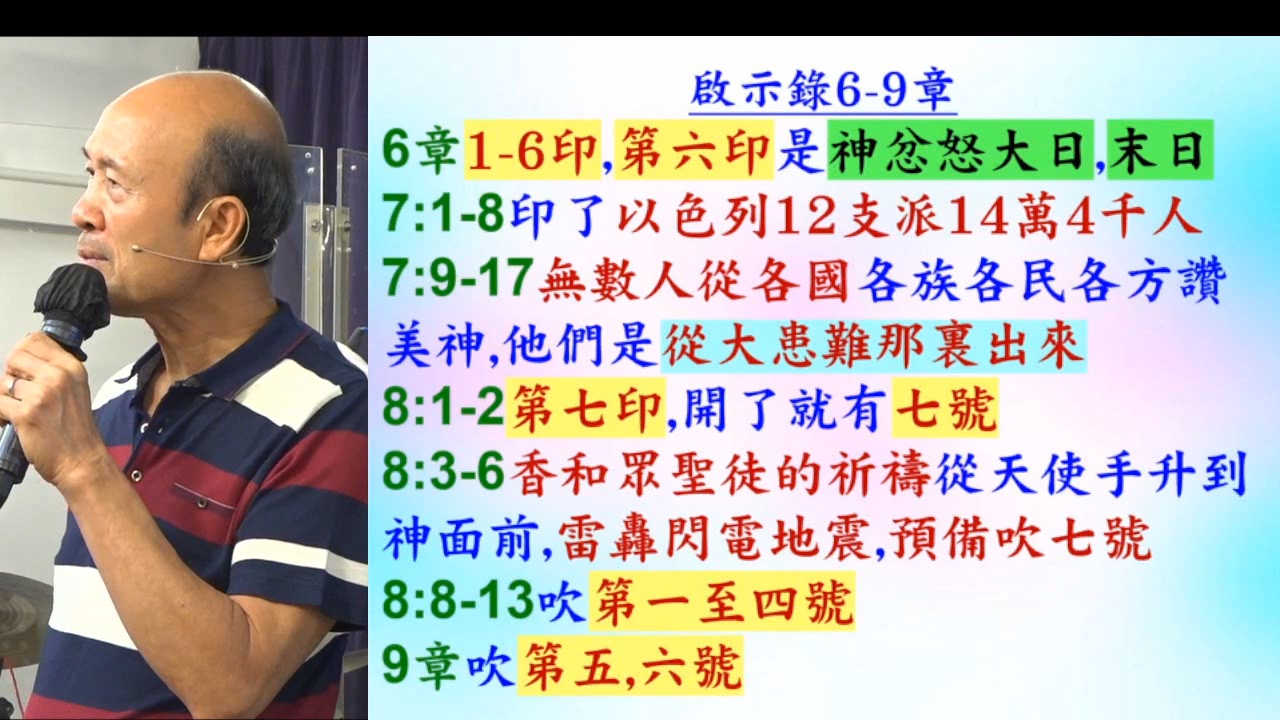 啟示錄6-9章
6章1-6印,第六印是神忿怒大日,末日
7:1-8印了以色列12支派14萬4千人
7:9-17無數人從各國各族各民各方讚
美神,他們是從大患難那裏出來
8:1-2第七印,開了就有七號
8:3-6香和眾聖徒的祈禱從天使手升到
神面前,雷轟閃電地震,預備吹七號
8:8-13吹第一至四號
9章吹第五,六號